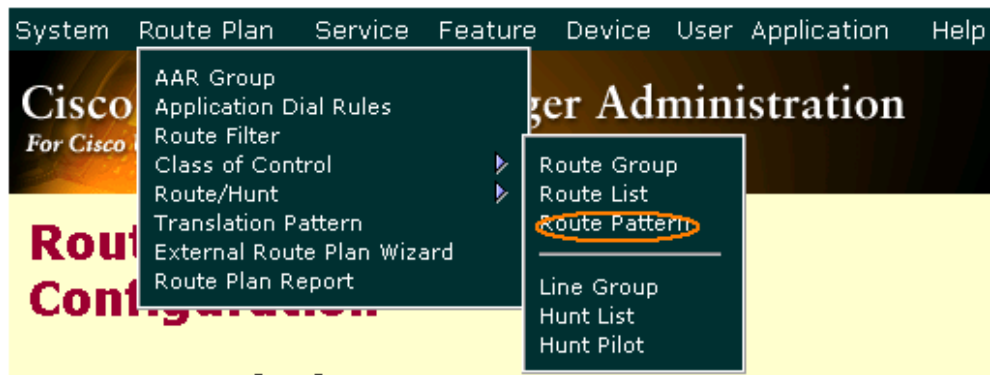 System Route Plan Service Feature Device User Application Help
Cisco ger Administration
For Cisco
AAR Group
Application Dial Rules
Route Filter
Class of Control
Route/Hunt
Translation Pattern
External Route Plan Wizard
Route Plan Report
Route Group
Route List
Route Pattern
Line Group
Hunt List
Hunt Pilot
Rout